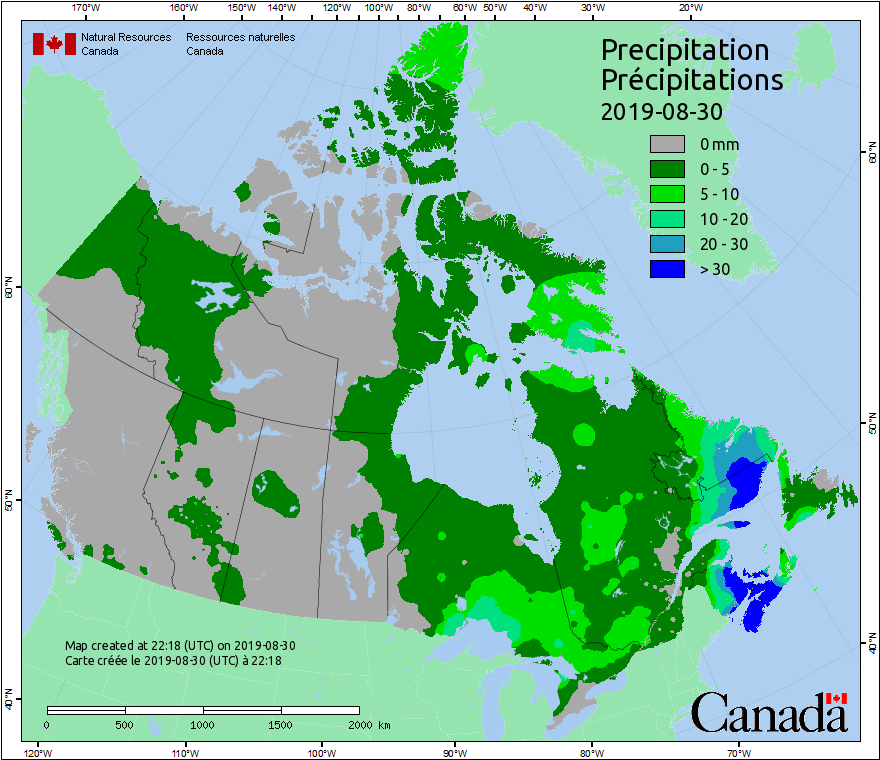 170°W 160°W 150°W 140°W 120°W 100°W 80°W 60°W 50°W 40°W 30°W 20°W
Natural Resources Ressources naturelles
Canada Canada
Precipitation
Précipitations
2019-08-30
0 mm
0 - 5
5 - 10
10 - 20
20 - 30
> 30
60°N
60°N
50°N
50°N
40°N
40°N
Map created at 22:18 (UTC) on 2019-08-30
Carte créée le 2019-08-30 (UTC) à 22:18
0 500 1000 1500 2000 km
Canada
120°W 110°W 100°W 90°W 80°W 70°W